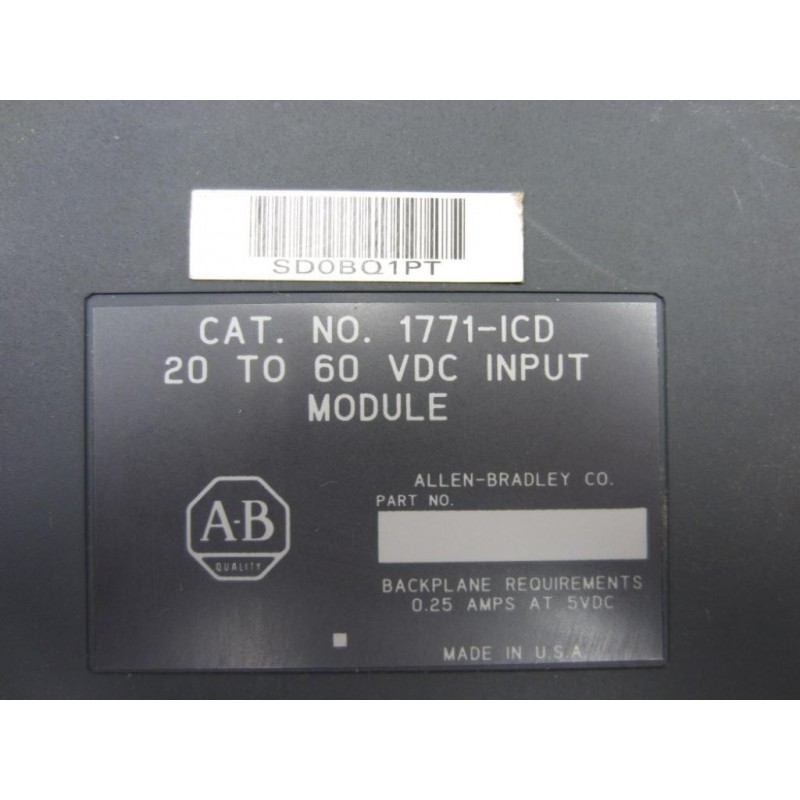 SD0BQ1PT
CAT. NO. 1771-ICD
20 TO 60 VDC INPUT
MODULE
ALLEN-BRADLEY CO.
PART NO.
A-B
QUALITY
BACKPLANE REQUIREMENTS
0.25 AMPS AT 5VDC
MADE IN U.S.A